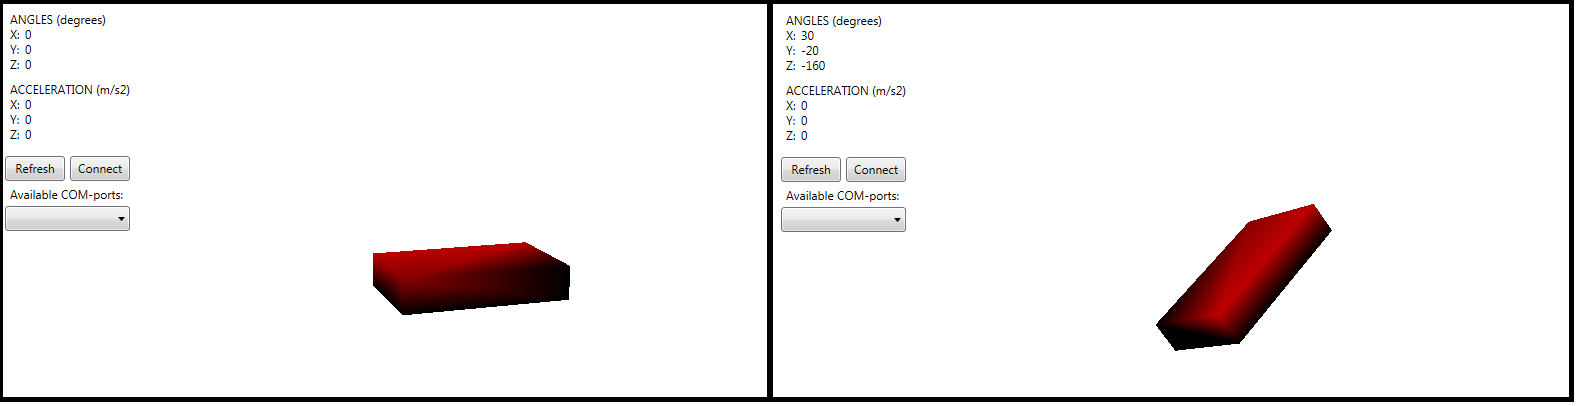 ANGLES (degrees)
X: 0
Y: 0
Z: 0
ACCELERATION (m/s2)
X: 0
Y: 0
Z: 0
Refresh Connect
Available COM-ports:
ANGLES (degrees)
X: 30
Y: -20
Z: -160
ACCELERATION (m/s2)
X: 0
Y: 0
Z: 0
Refresh Connect
Available COM-ports: